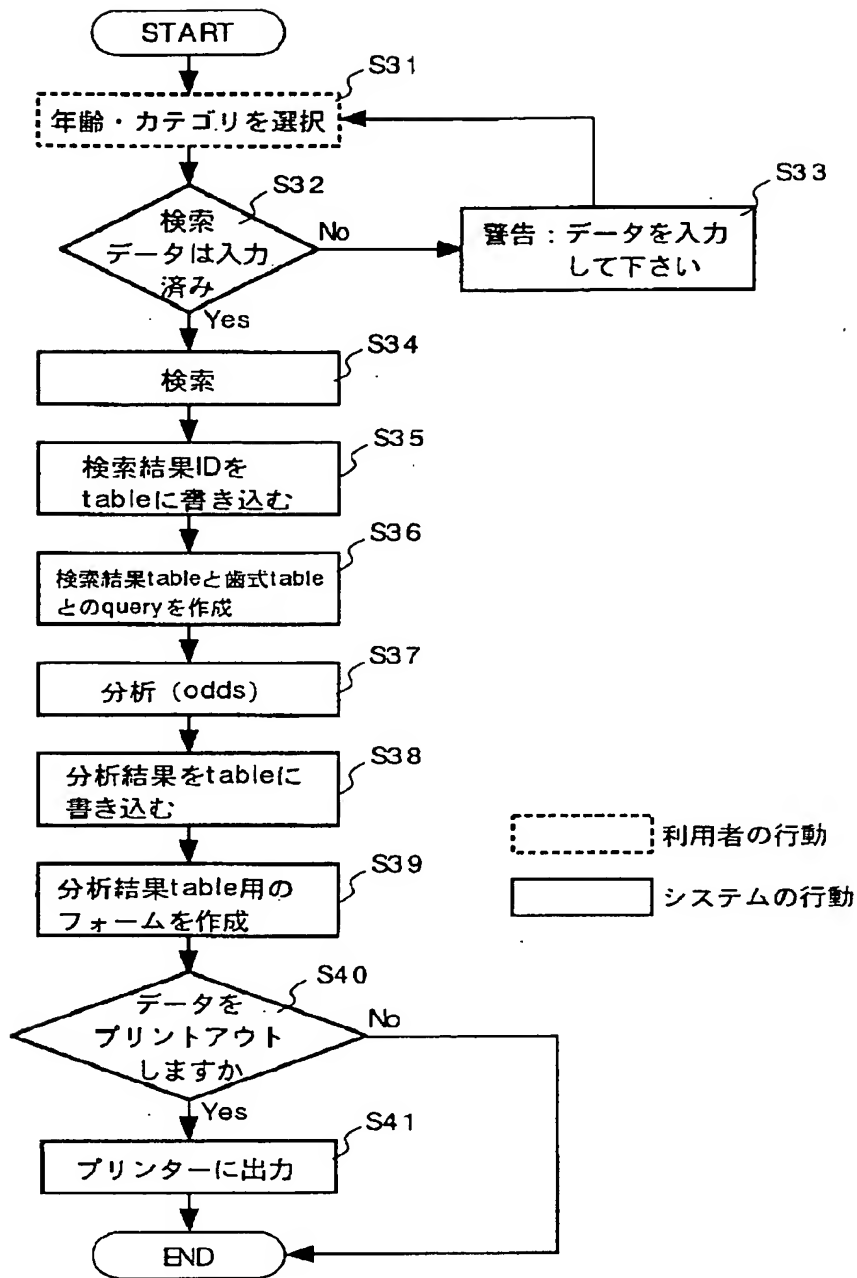 START
S31
年齢・カテゴリを選択
S32
検索
データは入力
済み
No
S33
警告：データを入力
して下さい
Yes
S34
検索
S35
検索結果IDを
tableに書き込む
S36
検索結果tableと歯式table
とのqueryを作成
S37
分析（odds）
S38
分析結果をtableに
書き込む
S39
分析結果table用の
フォームを作成
利用者の行動
システムの行動
S40
データを
プリントアウト
しますか
No
Yes
S41
プリンターに出力
END